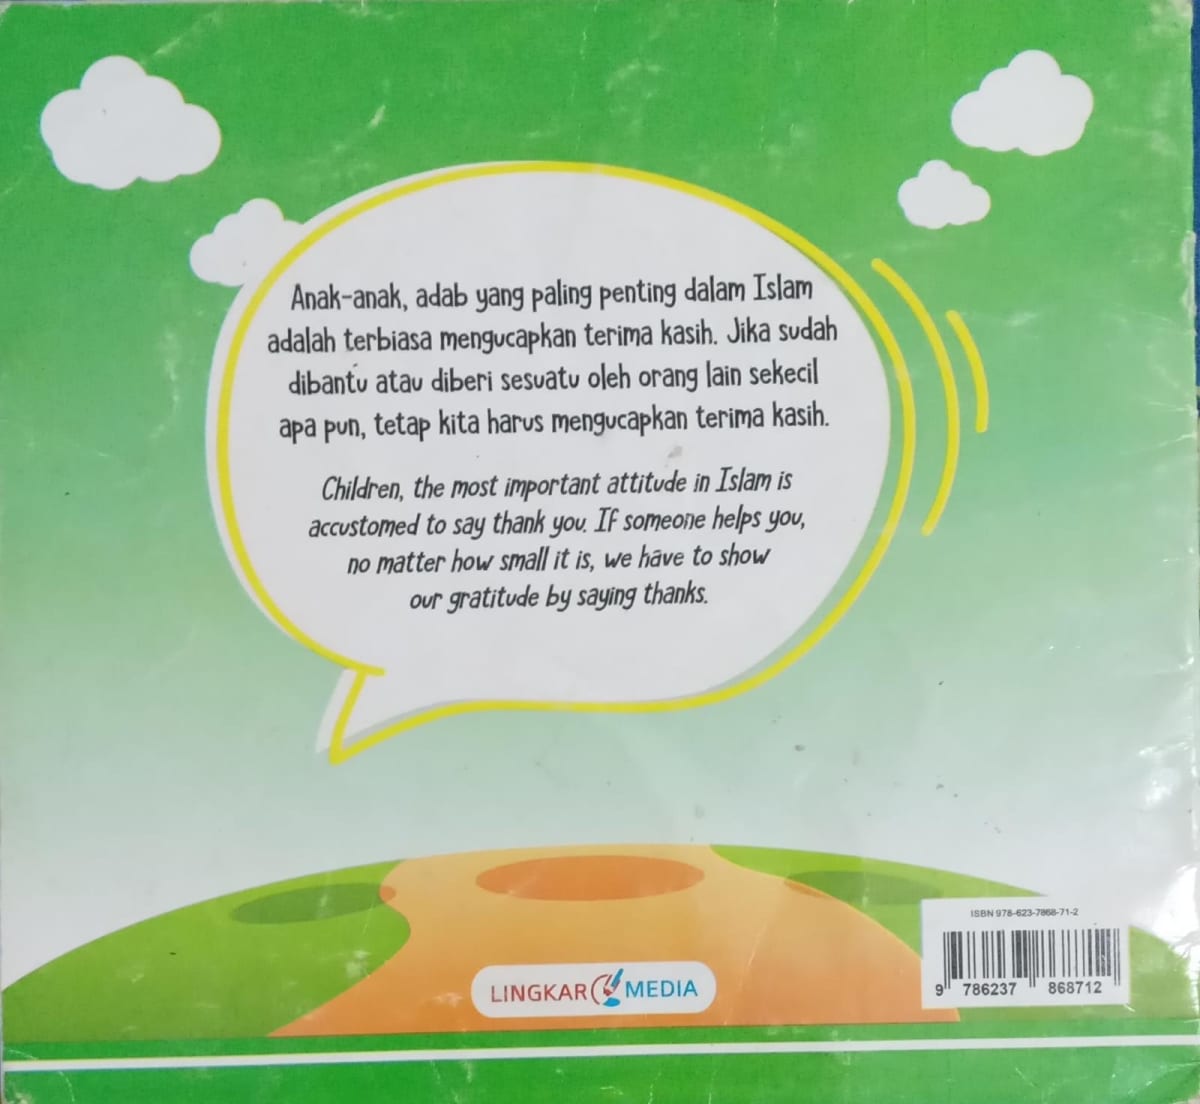 Anak-anak, adab yang paling penting dalam Islam
adalah terbiasa mengucapkan terima kasih. Jika sudah
dibantu atau diberi sesuatu oleh orang lain sekecil
apa pun, tetap kita harus mengucapkan terima kasih.
Children, the most important attitude in Islam is
accustomed to say thank you. If someone helps you,
no matter how small it is, we have to show
our gratitude by saying thanks.
ISBN 978-623-7868-71-2
9 786237 868712
LINGKAR MEDIA